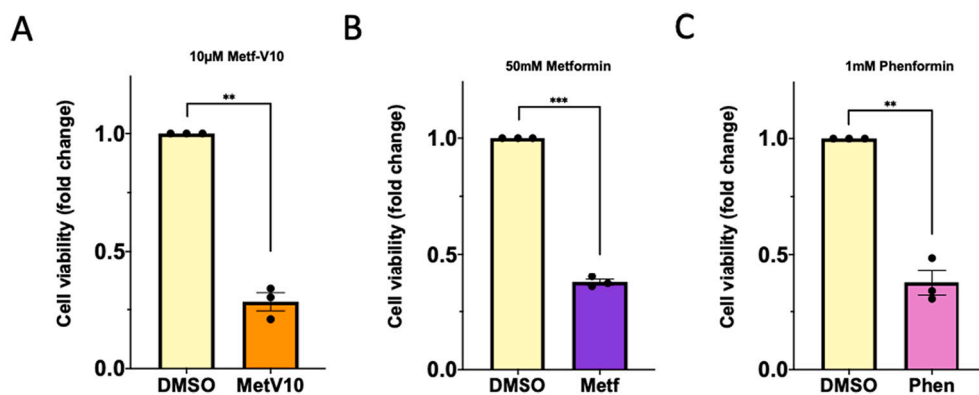 A
10µM Metf-V10
**
Cell viability (fold change)
1.0
0.5
0.0
DMSO MetV10
B
50mM Metformin
***
Cell viability (fold change)
1.0
0.5
0.0
DMSO Metf
C
1mM Phenformin
**
Cell viability (fold change)
1.0
0.5
0.0
DMSO Phen